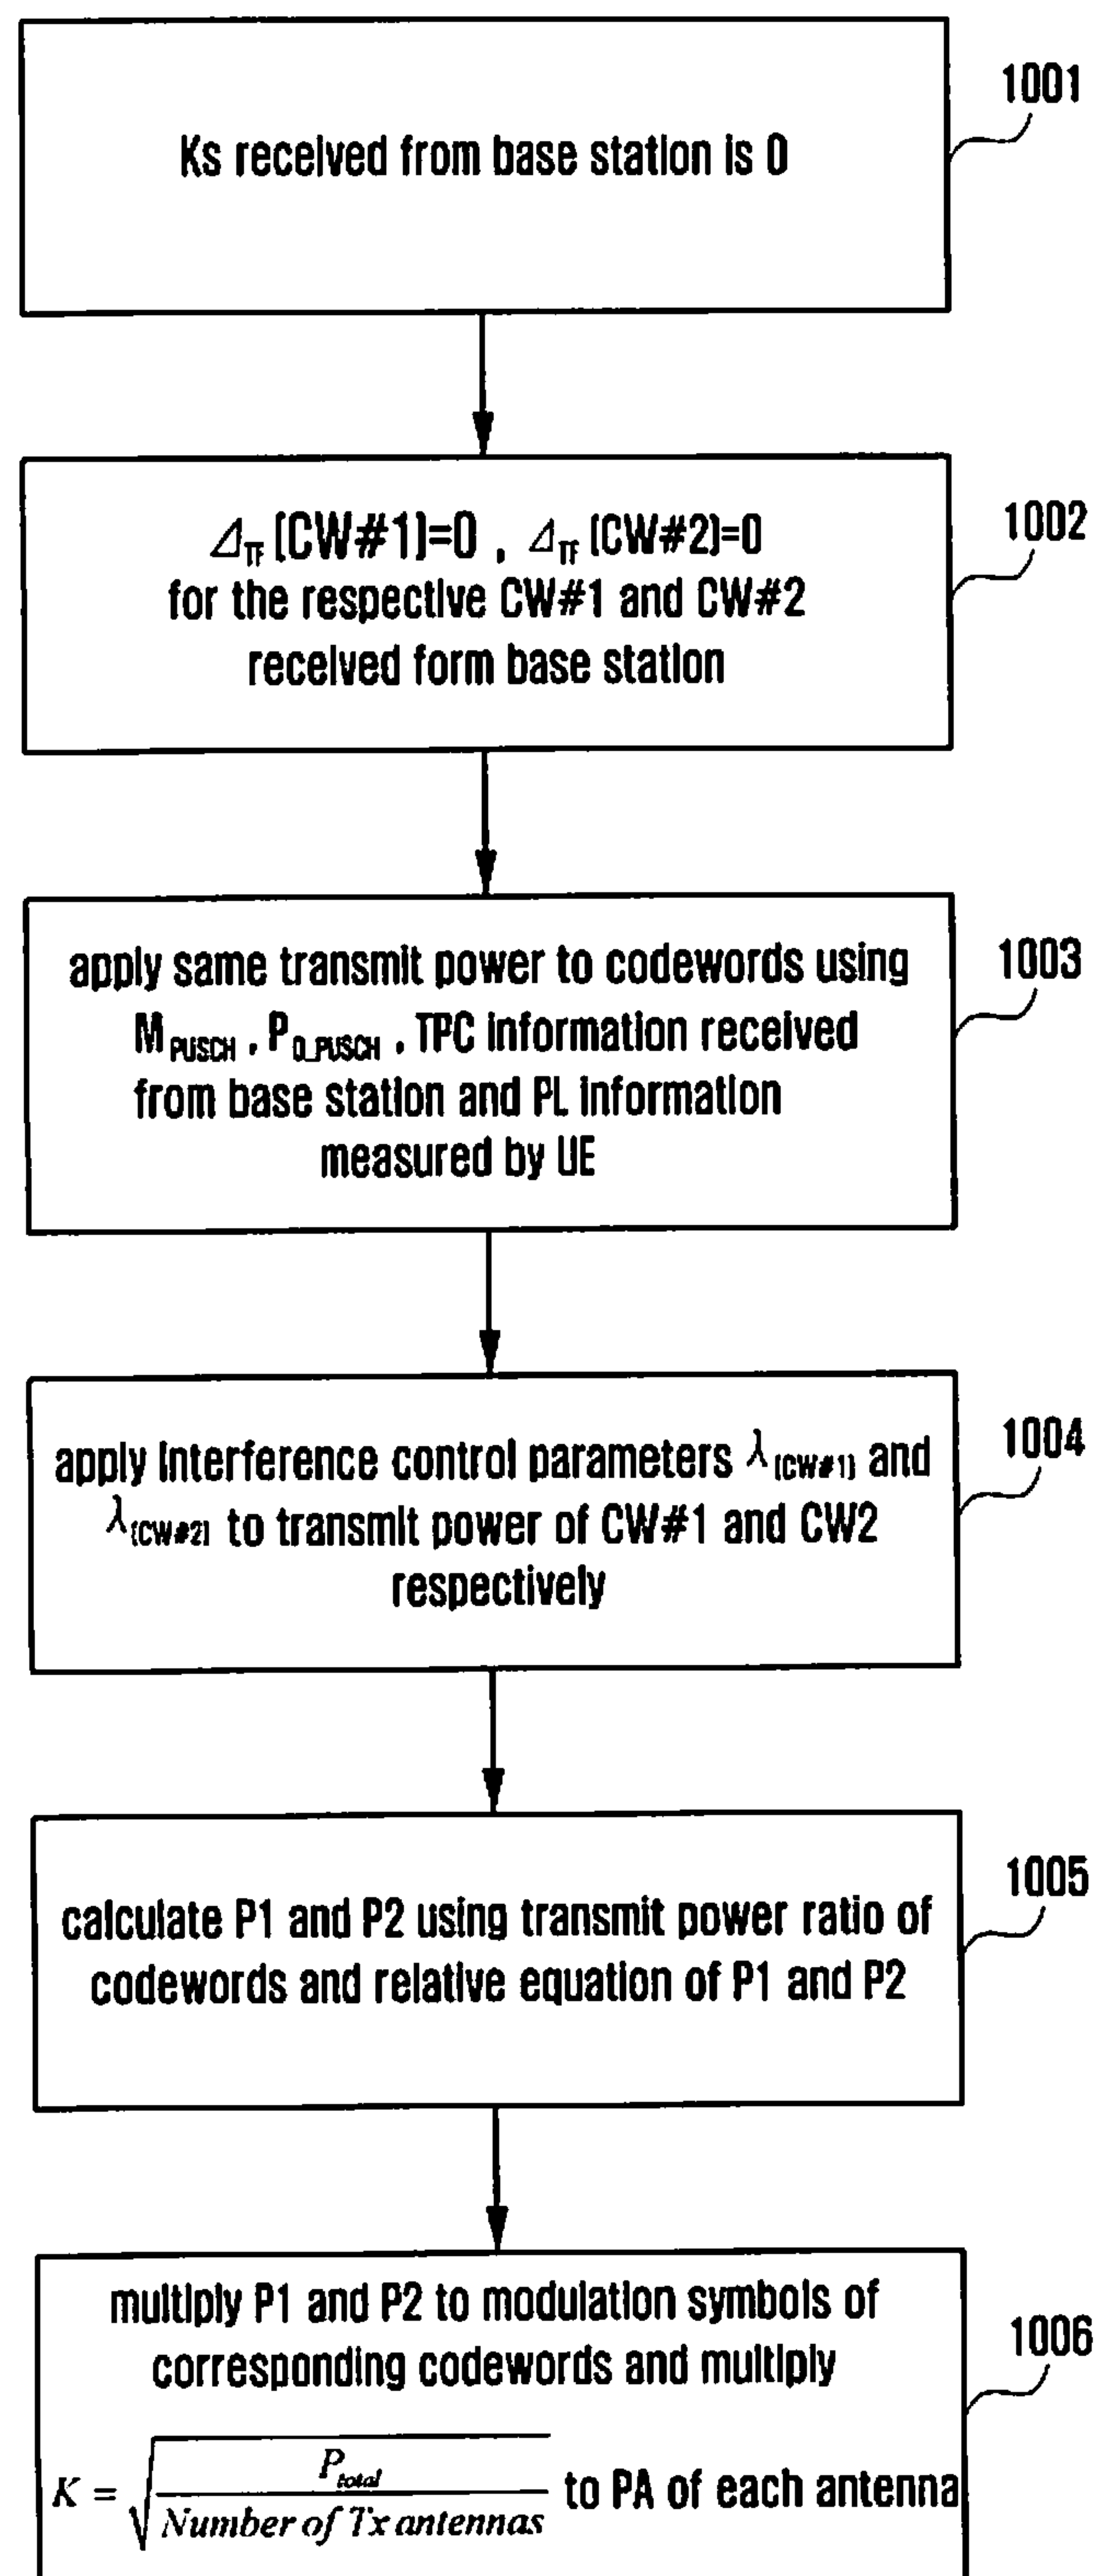 1001
Ks received from base station is 0
1002
Δ_TF (CW#1)=0 , Δ_TF (CW#2)=0
for the respective CW#1 and CW#2
received form base station
1003
apply same transmit power to codewords using
M_PUSCH , P_0_PUSCH , TPC information received
from base station and PL information
measured by UE
1004
apply interference control parameters λ_(CW#1) and
λ_(CW#2) to transmit power of CW#1 and CW2
respectively
1005
calculate P1 and P2 using transmit power ratio of
codewords and relative equation of P1 and P2
1006
multiply P1 and P2 to modulation symbols of
corresponding codewords and multiply
K = √(P_total / Number of Tx antennas) to PA of each antenna